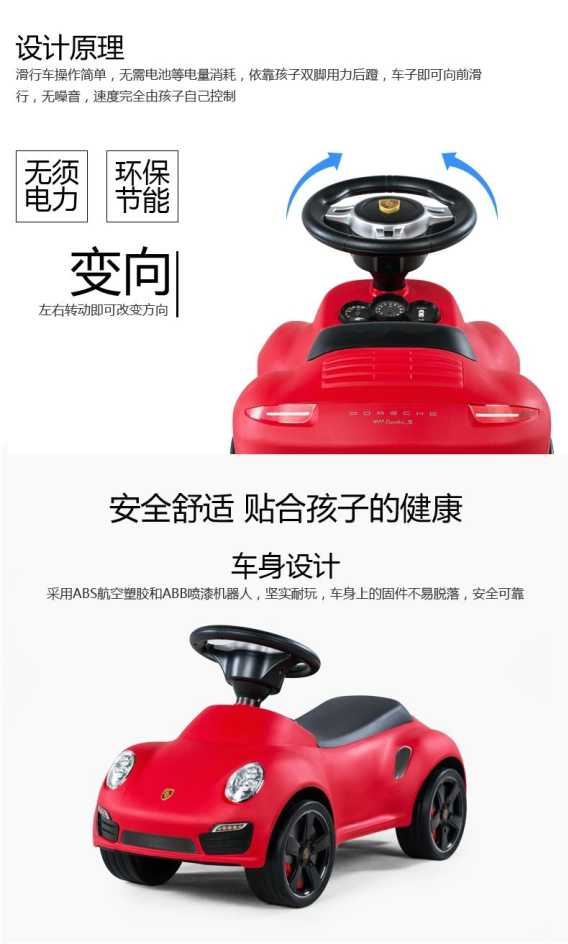 设计原理
滑行车操作简单，无需电池等电量消耗，依靠孩子双脚用力后蹬，车子即可向前滑
行，无噪音，速度完全由孩子自己控制
无须
电力
环保
节能
变向
左右转动即可改变方向
PORSCHE
911 Turbo S
安全舒适 贴合孩子的健康
车身设计
采用ABS航空塑胶和ABB喷漆机器人，坚实耐玩，车身上的固件不易脱落，安全可靠